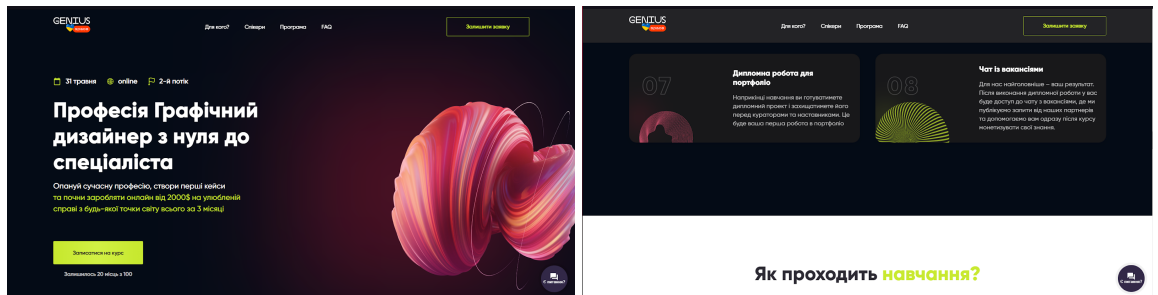 GENIUS
Для кого?
Спікери
Програма
FAQ
Залишити заявку
31 травня
online
2-й потік
Професія Графічний
дизайнер з нуля до
спеціаліста
Опануй сучасну професію, створи перші кейси
та почни заробляти онлайн від 2000$ на улюбленій
справі з будь-якої точки світу всього за 3 місяці
Записатися на курс
Залишилось 20 місць з 100
Є питання?
GENIUS
Для кого?
Спікери
Програма
FAQ
Залишити заявку
07
Дипломна робота для
портфоліо
Наприкінці навчання ви готуватимете
дипломний проект і захищатимете його
перед кураторами та наставниками. Це
буде ваша перша робота в портфоліо
08
Чат із вакансіями
Для нас найголовніше – ваш результат.
Після виконання дипломної роботи у вас
буде доступ до чату з вакансіями, де ми
публікуємо запити від наших партнерів
та допомогаємо вам одразу після курсу
монетизувати свої знання.
Як проходить навчання?
Є питання?